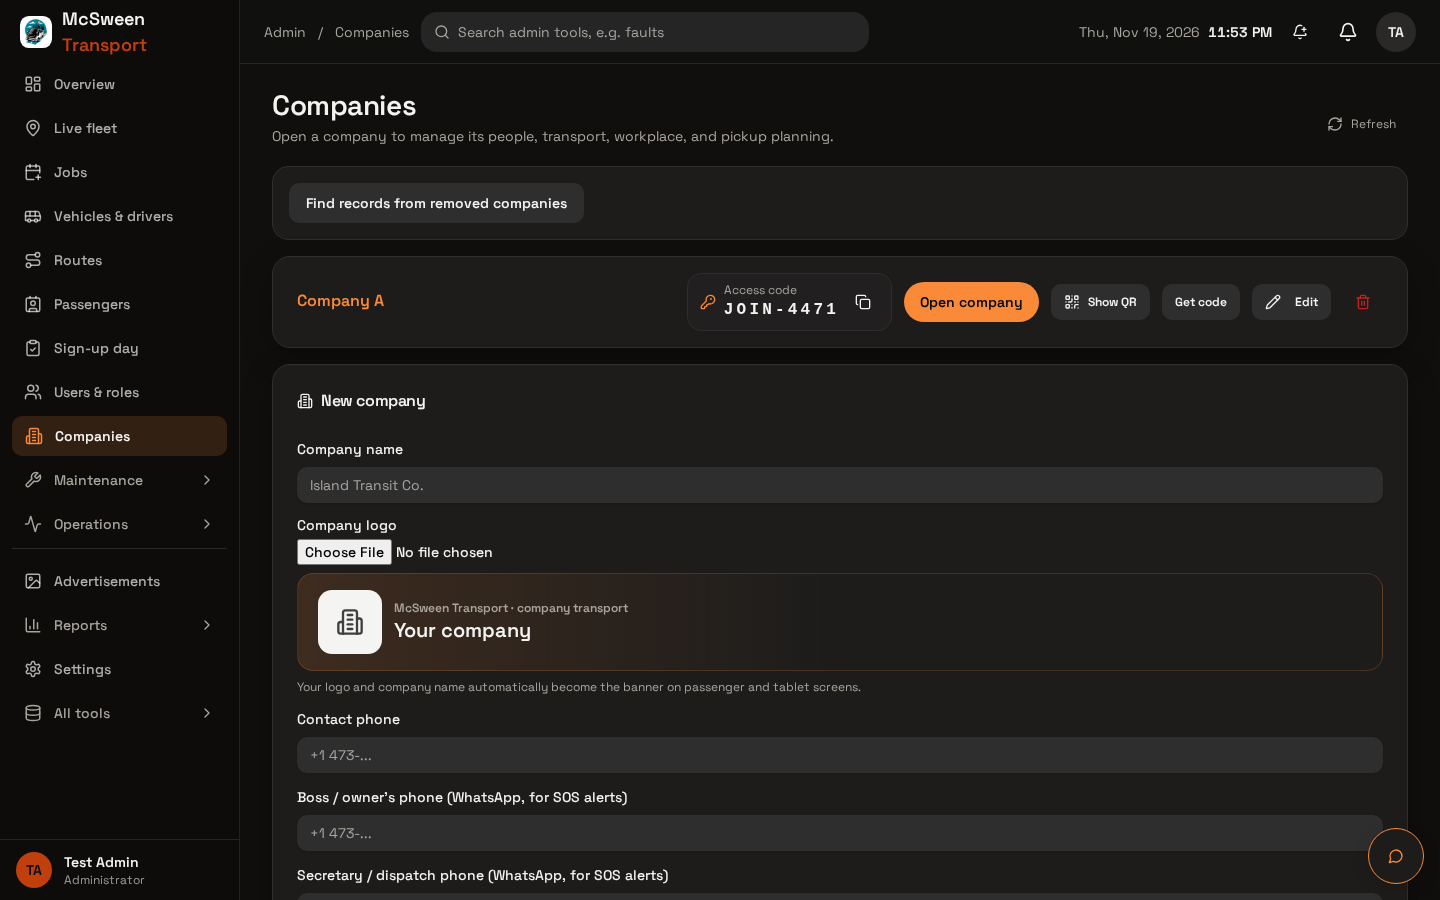 McSween
Transport
Overview
Live fleet
Jobs
Vehicles & drivers
Routes
Passengers
Sign-up day
Users & roles
Companies
Maintenance
Operations
Advertisements
Reports
Settings
All tools
TA
Test Admin
Administrator
Admin / Companies
Search admin tools, e.g. faults
Thu, Nov 19, 2026 11:53 PM
TA
Companies
Open a company to manage its people, transport, workplace, and pickup planning.
Refresh
Find records from removed companies
Company A
Access code
JOIN-4471
Open company
Show QR
Get code
Edit
New company
Company name
Island Transit Co.
Company logo
Choose File No file chosen
McSween Transport · company transport
Your company
Your logo and company name automatically become the banner on passenger and tablet screens.
Contact phone
+1 473-...
Boss / owner's phone (WhatsApp, for SOS alerts)
+1 473-...
Secretary / dispatch phone (WhatsApp, for SOS alerts)